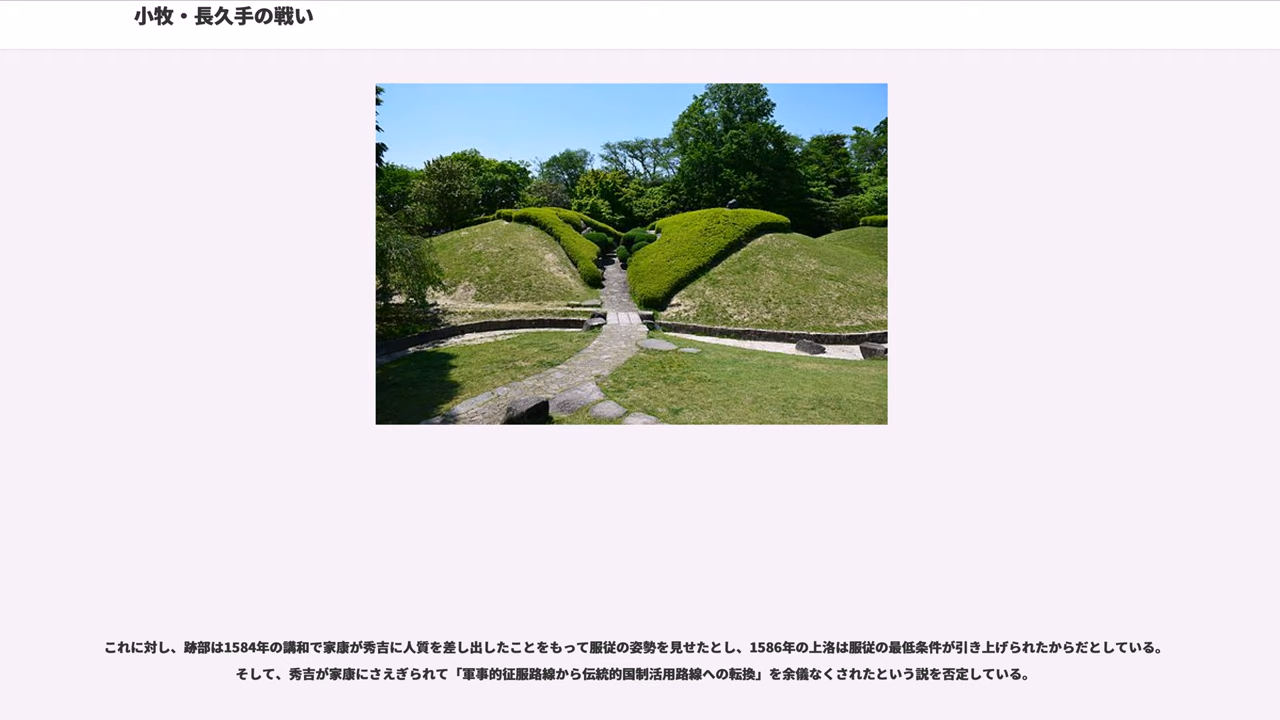 小牧・長久手の戦い
これに対し、跡部は1584年の講和で家康が秀吉に人質を差し出したことをもって服従の姿勢を見せたとし、1586年の上洛は服従の最低条件が引き上げられたからだとしている。
そして、秀吉が家康にさえぎられて「軍事的征服路線から伝統的国制活用路線への転換」を余儀なくされたという説を否定している。